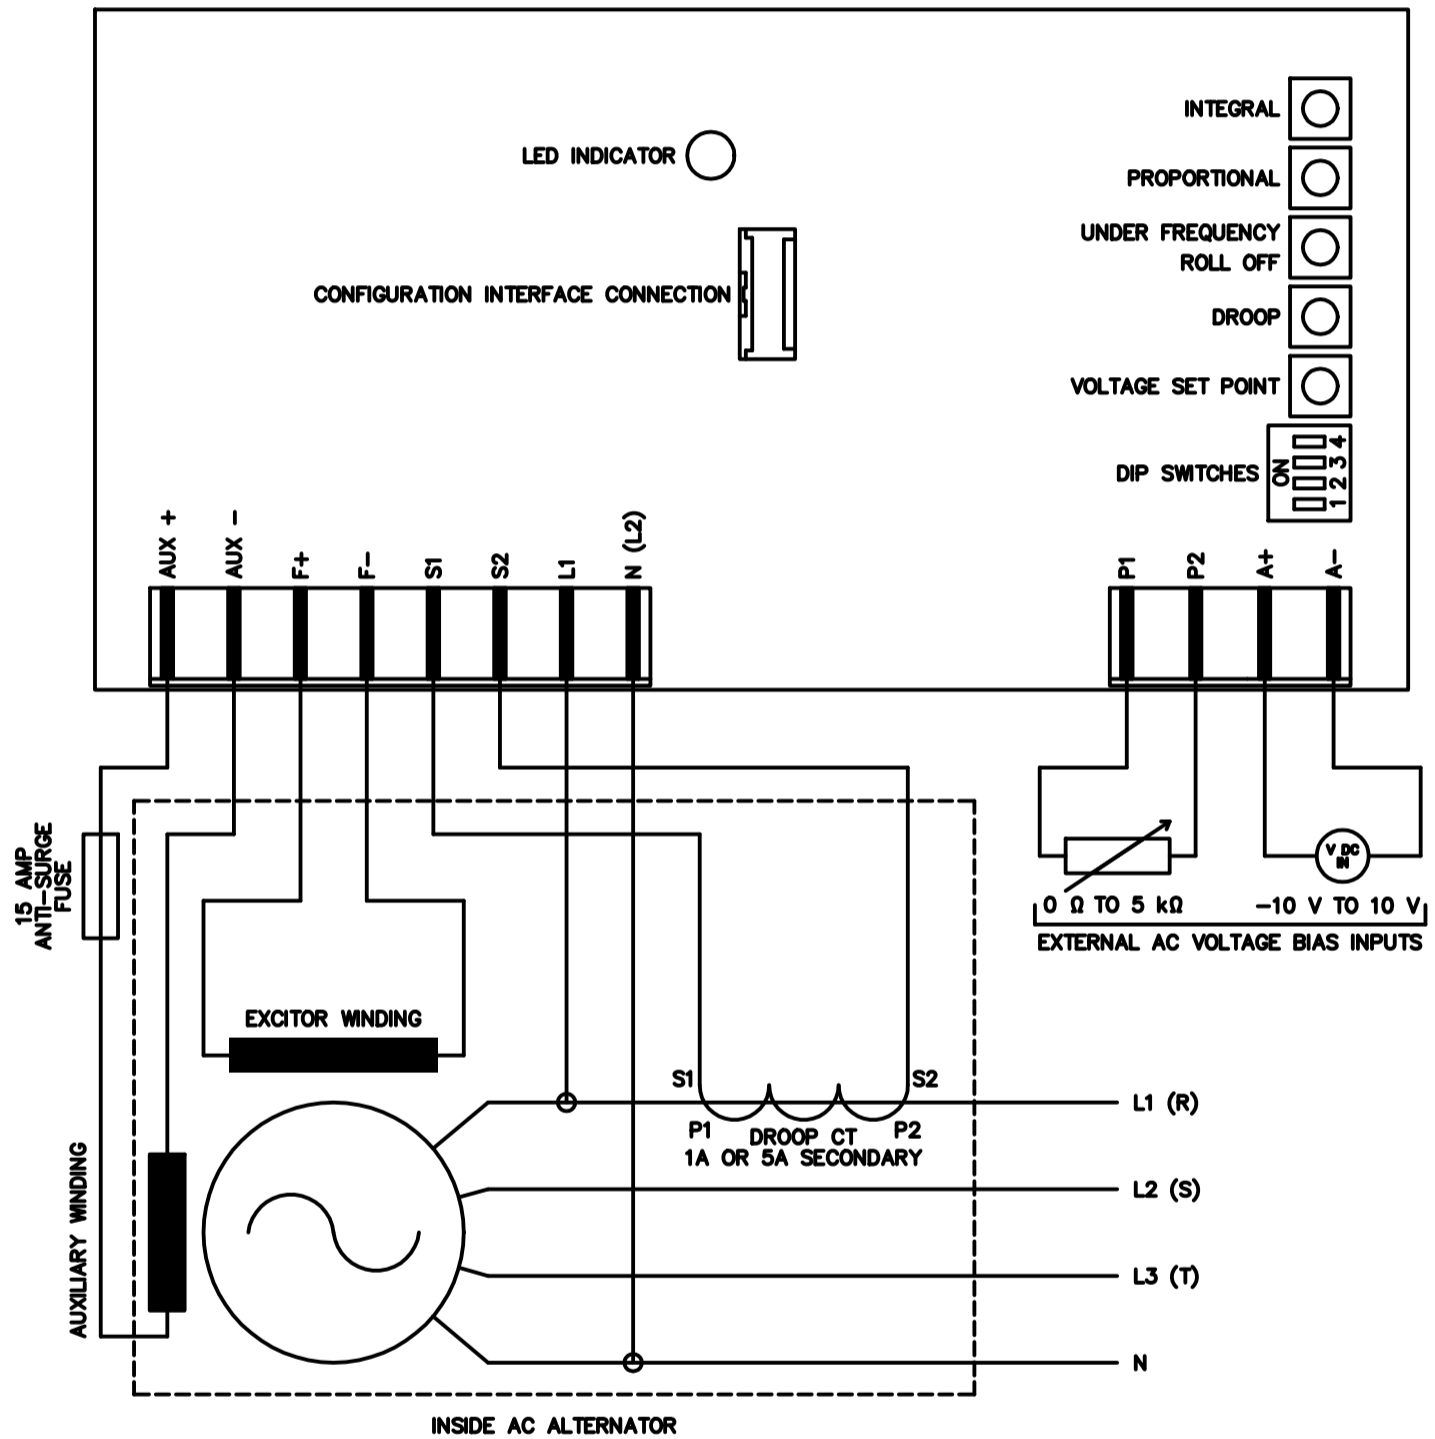 INTEGRAL
LED INDICATOR
PROPORTIONAL
UNDER FREQUENCY
ROLL OFF
CONFIGURATION INTERFACE CONNECTION
DROOP
VOLTAGE SET POINT
DIP SWITCHES
ON
1 2 3 4
AUX +
AUX -
F+
F-
S1
S2
L1
N (L2)
P1
P2
A+
A-
15 AMP
ANTI-SURGE
FUSE
V DC
IN
0 Ω TO 5 kΩ
-10 V TO 10 V
EXTERNAL AC VOLTAGE BIAS INPUTS
EXCITOR WINDING
S1
S2
L1 (R)
P1
P2
DROOP CT
1A OR 5A SECONDARY
AUXILIARY WINDING
L2 (S)
L3 (T)
N
INSIDE AC ALTERNATOR